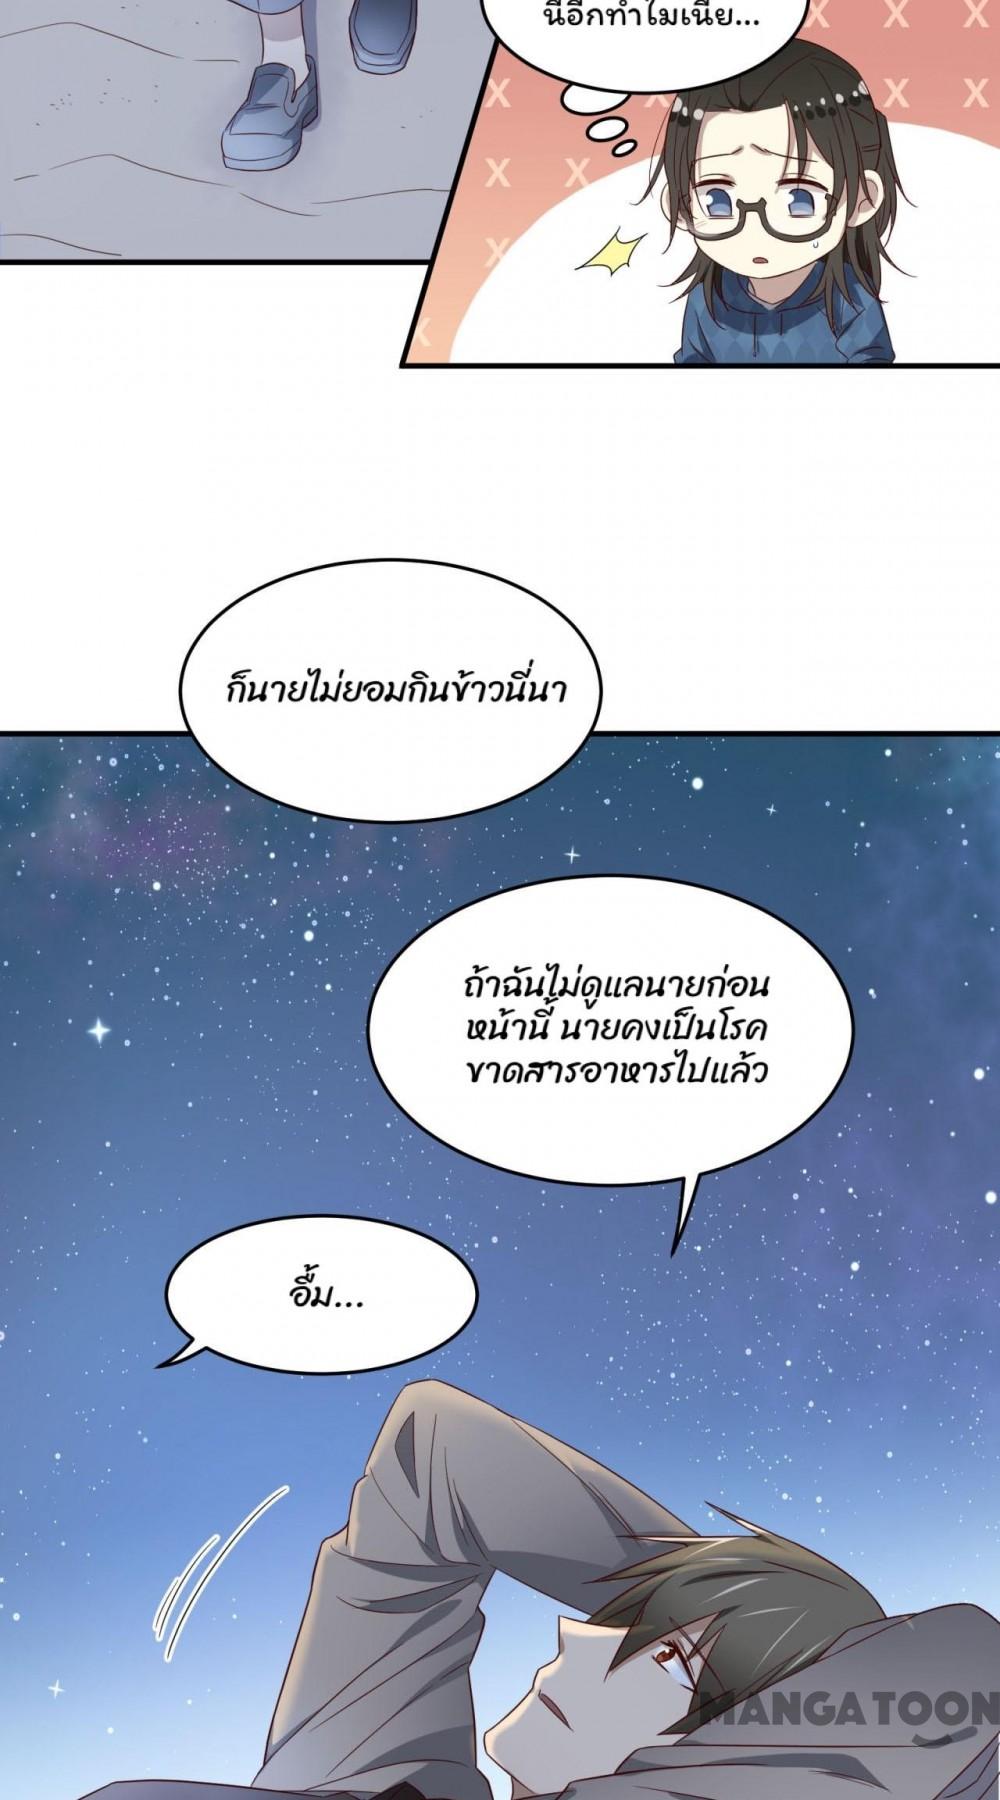 นี่อีกทำไมเนี่ย...
ก็นายไม่ยอมกินข้าวนี่นา
ถ้าฉันไม่ดูแลนายก่อน
หน้านี้ นายคงเป็นโรค
ขาดสารอาหารไปแล้ว
อื้ม...
MANGATOON